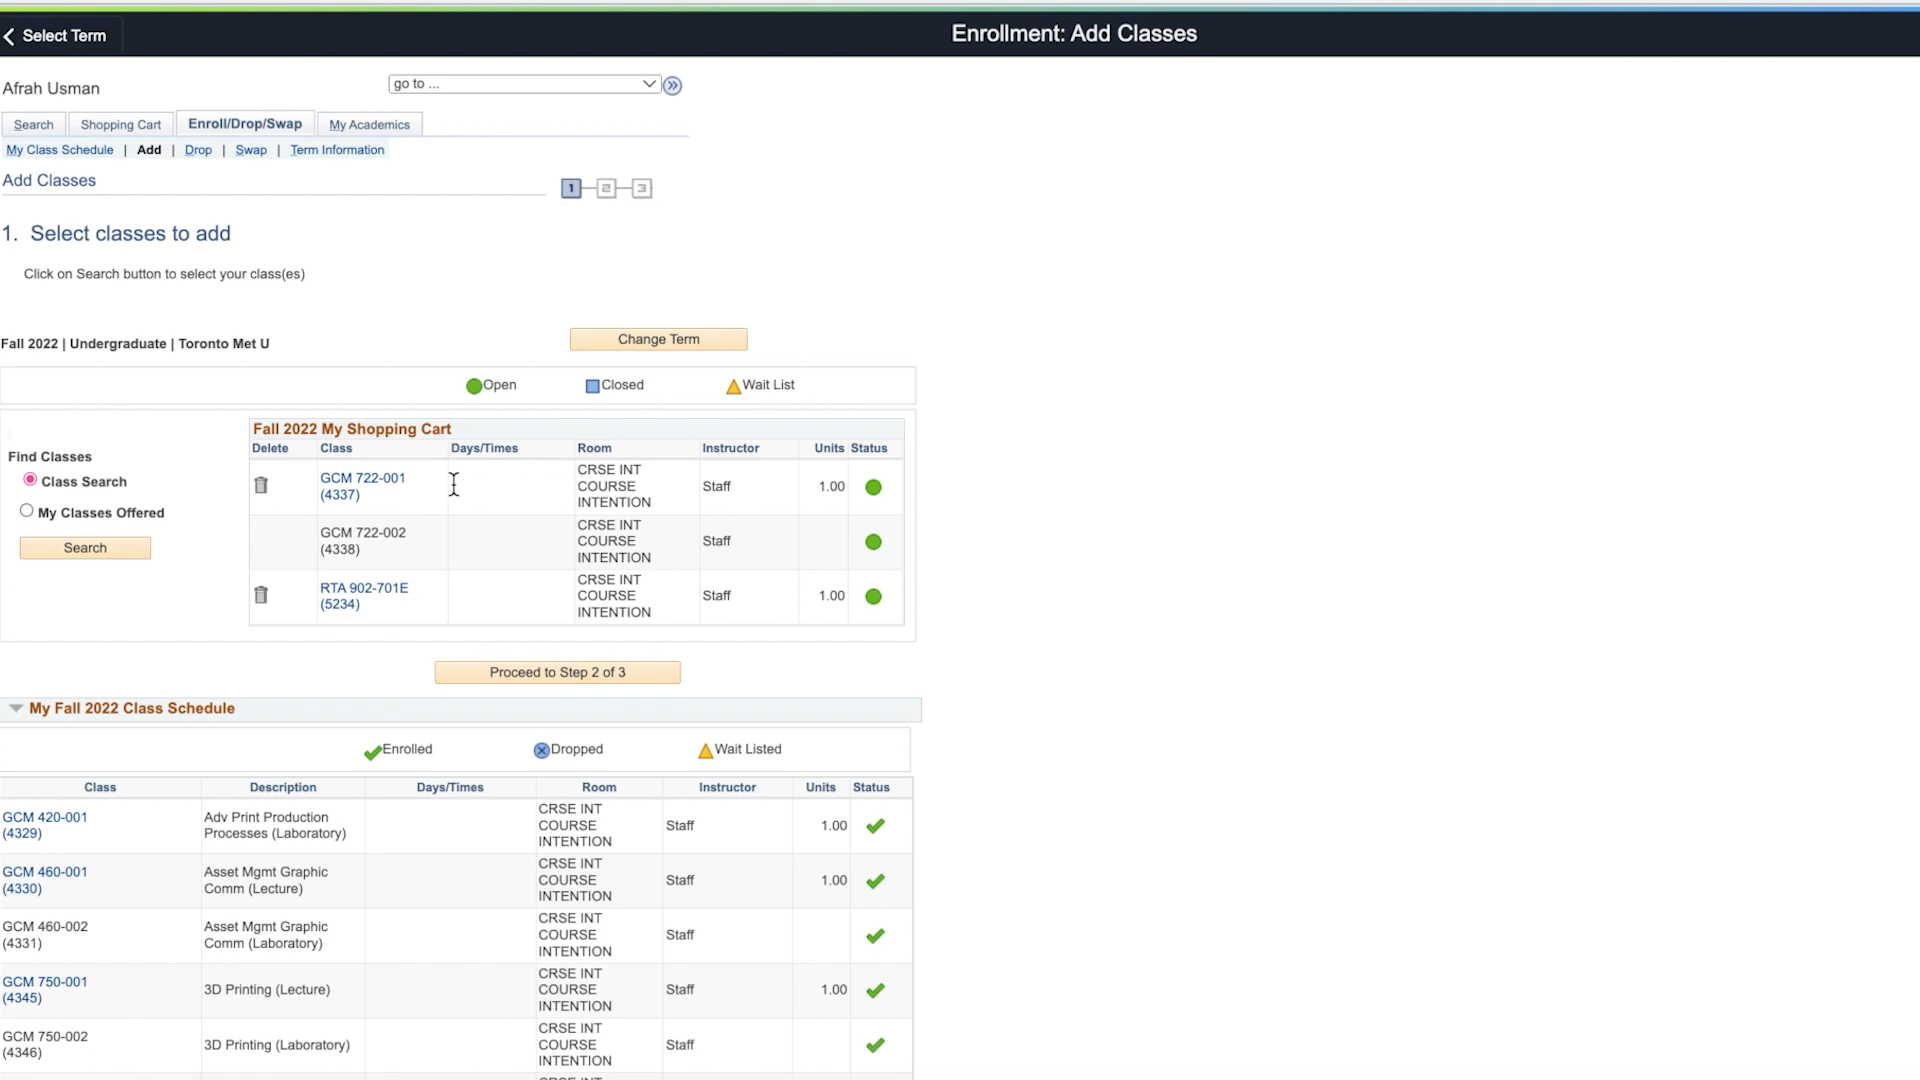 Select Term
Enrollment: Add Classes
Afrah Usman
go to ...
Search
Shopping Cart
Enroll/Drop/Swap
My Academics
My Class Schedule | Add | Drop | Swap | Term Information
Add Classes
1
2
3
1. Select classes to add
Click on Search button to select your class(es)
Fall 2022 | Undergraduate | Toronto Met U
Change Term
Open
Closed
Wait List
Find Classes
Class Search
My Classes Offered
Search
Fall 2022 My Shopping Cart
Delete Class Days/Times Room Instructor Units Status
GCM 722-001
(4337)
CRSE INT
COURSE
INTENTION
Staff
1.00
GCM 722-002
(4338)
CRSE INT
COURSE
INTENTION
Staff
RTA 902-701E
(5234)
CRSE INT
COURSE
INTENTION
Staff
1.00
Proceed to Step 2 of 3
My Fall 2022 Class Schedule
Enrolled
Dropped
Wait Listed
Class Description Days/Times Room Instructor Units Status
GCM 420-001
(4329)
Adv Print Production
Processes (Laboratory)
CRSE INT
COURSE
INTENTION
Staff
1.00
GCM 460-001
(4330)
Asset Mgmt Graphic
Comm (Lecture)
CRSE INT
COURSE
INTENTION
Staff
1.00
GCM 460-002
(4331)
Asset Mgmt Graphic
Comm (Laboratory)
CRSE INT
COURSE
INTENTION
Staff
GCM 750-001
(4345)
3D Printing (Lecture)
CRSE INT
COURSE
INTENTION
Staff
1.00
GCM 750-002
(4346)
3D Printing (Laboratory)
CRSE INT
COURSE
INTENTION
Staff